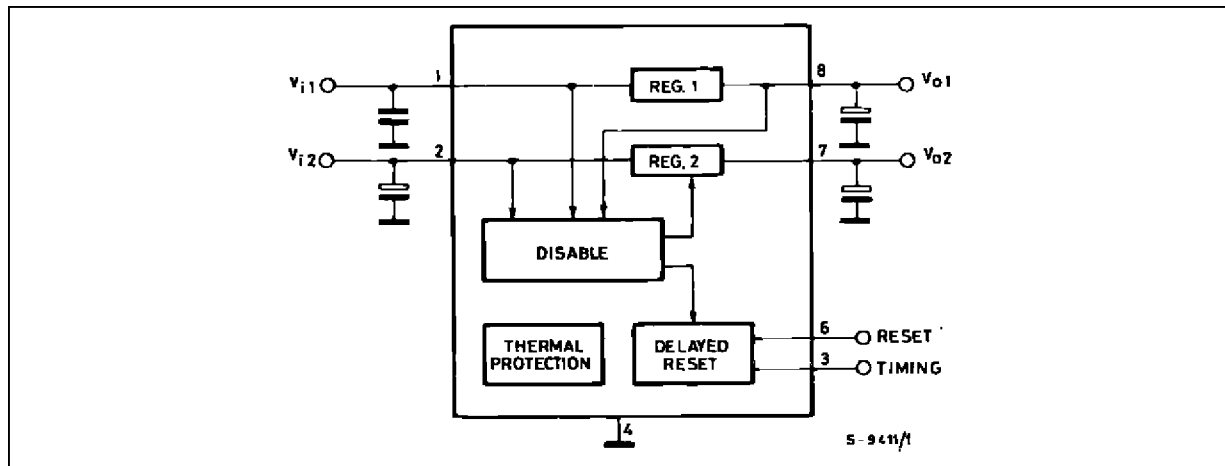 Vi1
1
REG. 1
8
Vo1
Vi2
2
REG. 2
7
Vo2
DISABLE
THERMAL
PROTECTION
DELAYED
RESET
6
RESET
3
TIMING
4
S-9411/1